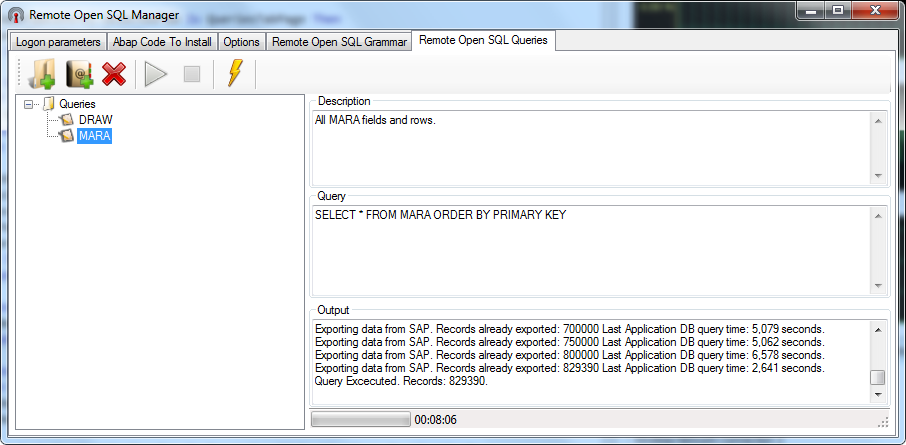 Remote Open SQL Manager
Logon parameters Abap Code To Install Options Remote Open SQL Grammar Remote Open SQL Queries
Queries
DRAW
MARA
Description
All MARA fields and rows.
Query
SELECT * FROM MARA ORDER BY PRIMARY KEY
Output
Exporting data from SAP. Records already exported: 700000 Last Application DB query time: 5,079 seconds.
Exporting data from SAP. Records already exported: 750000 Last Application DB query time: 5,062 seconds.
Exporting data from SAP. Records already exported: 800000 Last Application DB query time: 6,578 seconds.
Exporting data from SAP. Records already exported: 829390 Last Application DB query time: 2,641 seconds.
Query Excecuted. Records: 829390.
00:08:06